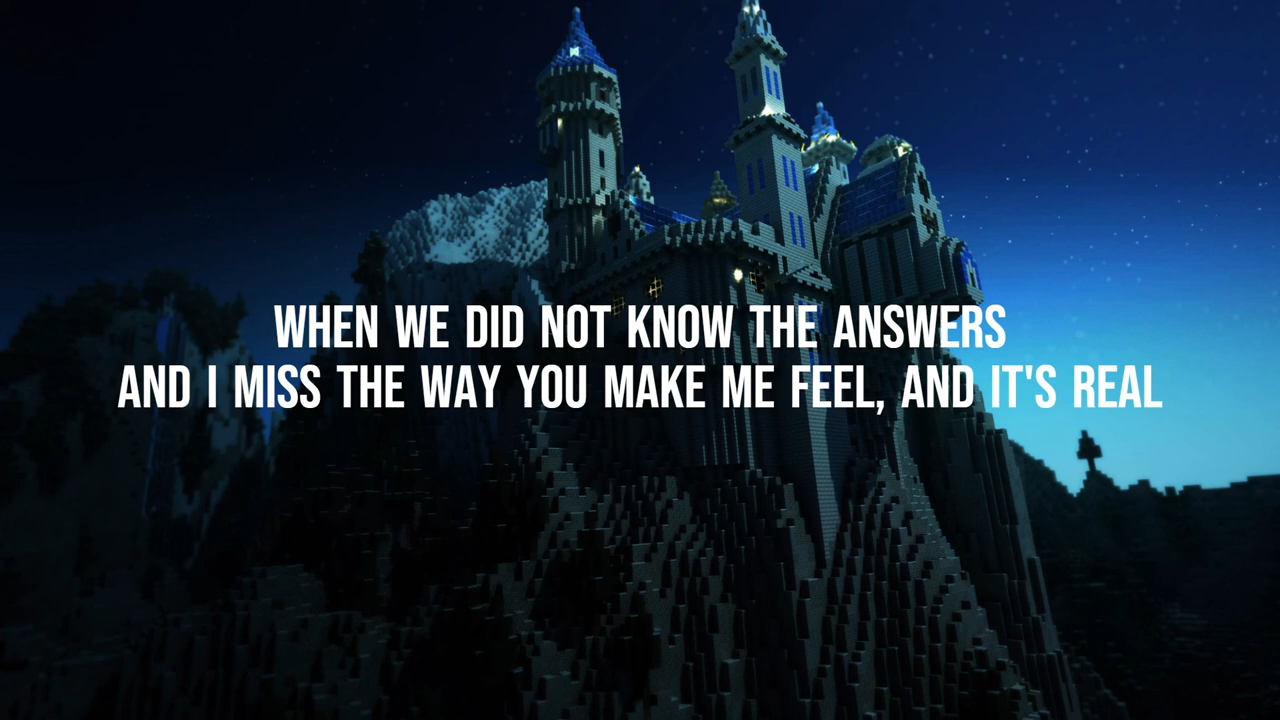 WHEN WE DID NOT KNOW THE ANSWERS
AND I MISS THE WAY YOU MAKE ME FEEL, AND IT'S REAL